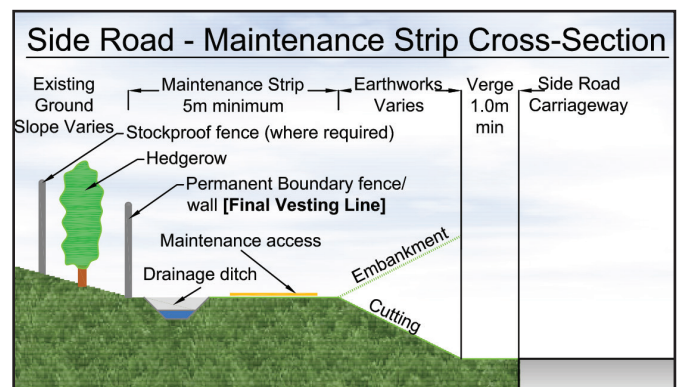 Side Road - Maintenance Strip Cross-Section
Existing
Ground
Slope Varies
Maintenance Strip
5m minimum
Earthworks
Varies
Verge
1.0m
min
Side Road
Carriageway
Stockproof fence (where required)
Hedgerow
Permanent Boundary fence/
wall [Final Vesting Line]
Maintenance access
Drainage ditch
Embankment
Cutting